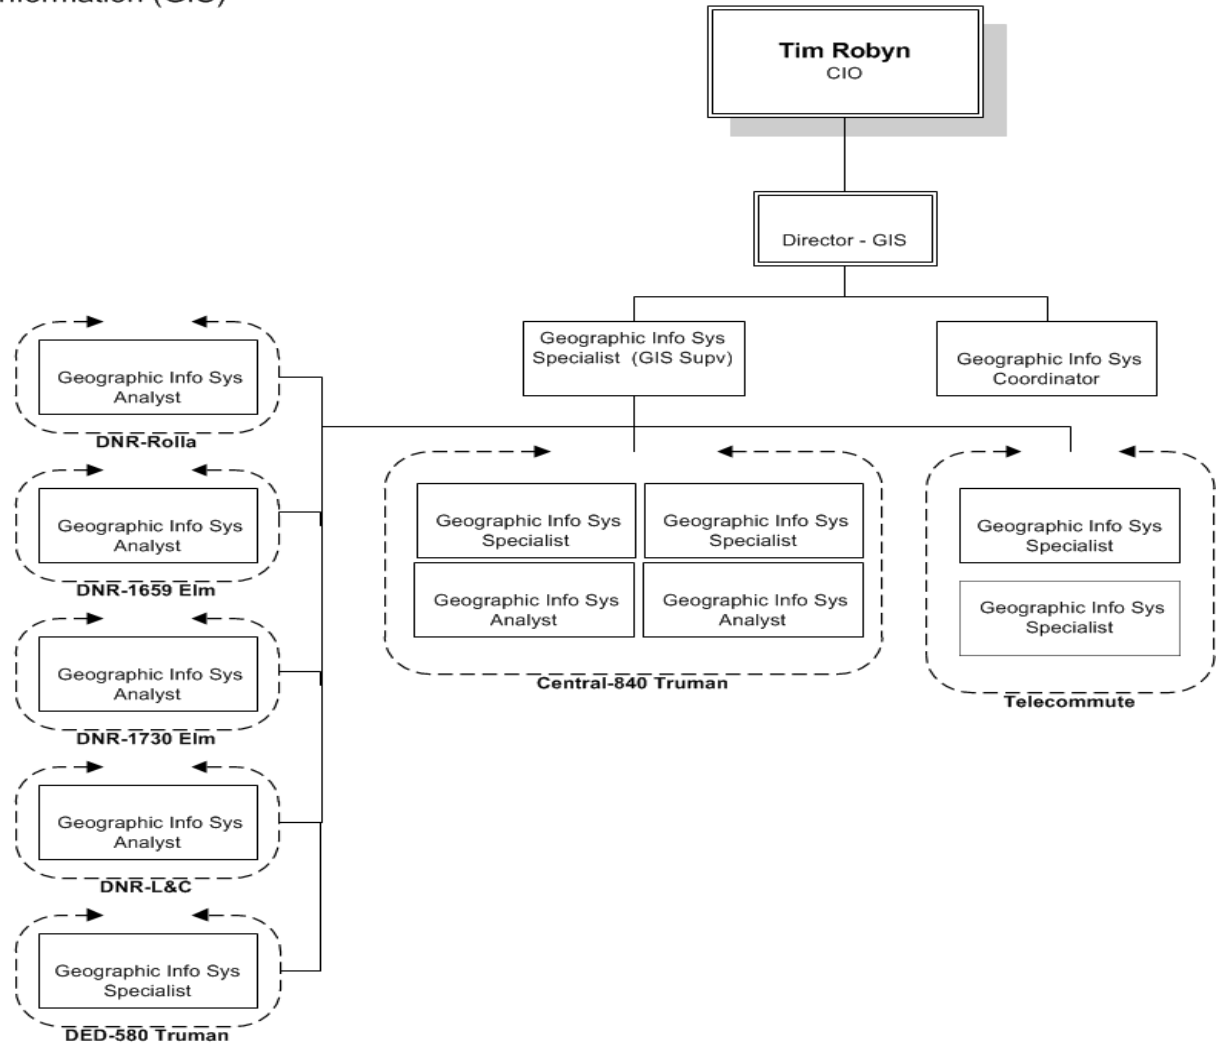 (GIS)
Tim Robyn
CIO
Director - GIS
Geographic Info Sys
Specialist (GIS Supv)
Geographic Info Sys
Coordinator
Geographic Info Sys
Analyst
DNR-Rolla
Geographic Info Sys
Analyst
DNR-1659 Elm
Geographic Info Sys
Analyst
DNR-1730 Elm
Geographic Info Sys
Analyst
DNR-L&C
Geographic Info Sys
Specialist
DED-580 Truman
Geographic Info Sys
Specialist
Geographic Info Sys
Specialist
Geographic Info Sys
Analyst
Geographic Info Sys
Analyst
Central-840 Truman
Geographic Info Sys
Specialist
Geographic Info Sys
Specialist
Telecommute